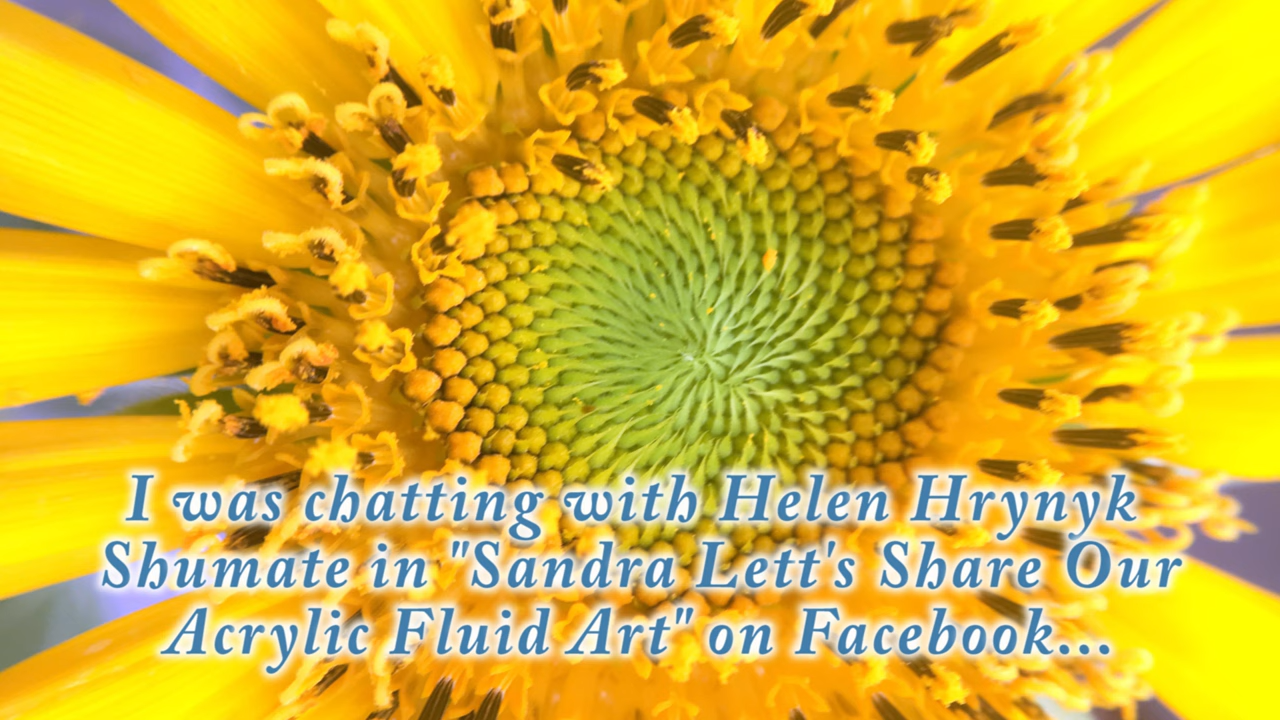 I was chatting with Helen Hrynyk
Shumate in "Sandra Lett's Share Our
Acrylic Fluid Art" on Facebook...